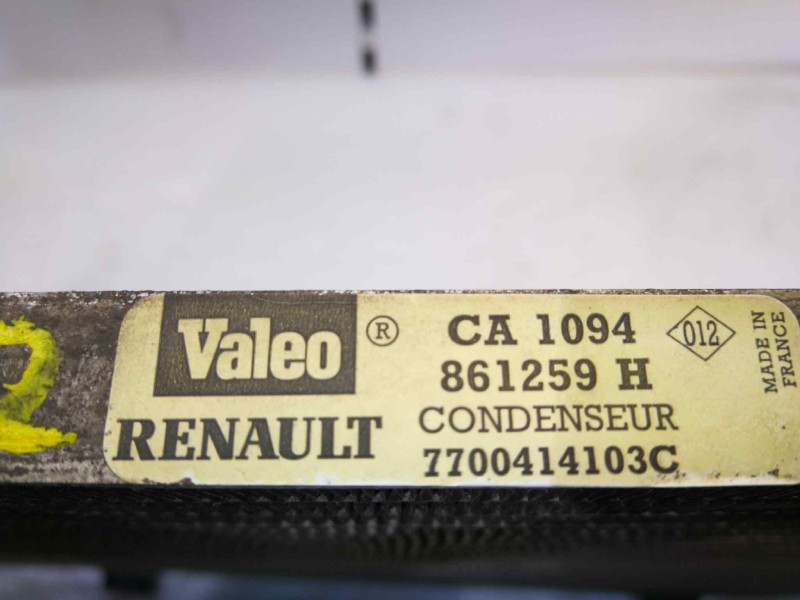 Valeo ® CA 1094 012
861259 H
RENAULT CONDENSEUR
7700414103C
MADE IN
FRANCE